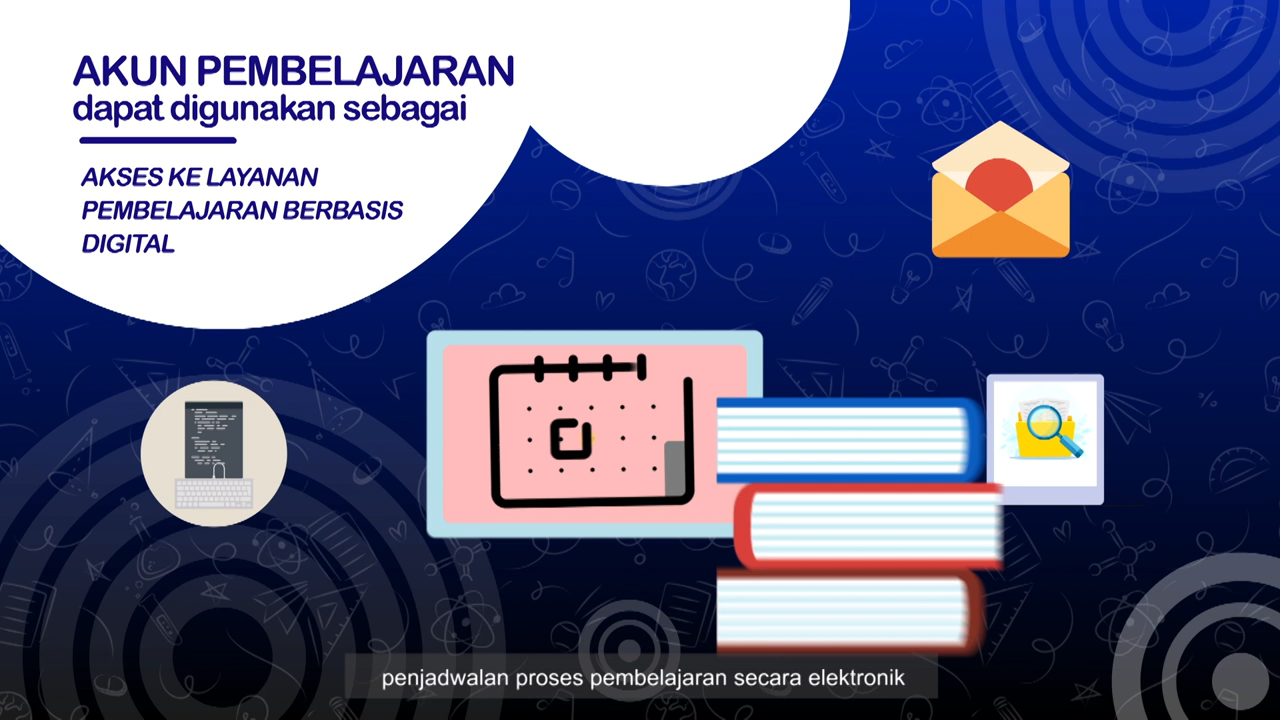 AKUN PEMBELAJARAN
dapat digunakan sebagai
AKSES KE LAYANAN
PEMBELAJARAN BERBASIS
DIGITAL
penjadwalan proses pembelajaran secara elektronik